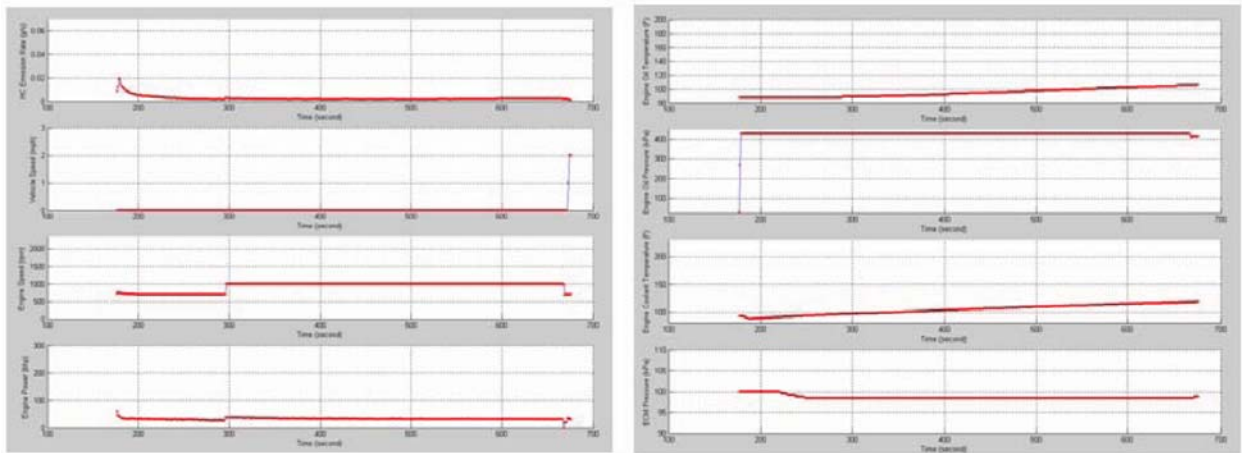 HC Emission Rate (g/s)
0.06
0.04
0.02
0
100 200 300 400 500 600 700
Time (second)
Vehicle Speed (mph)
3
2
1
0
100 200 300 400 500 600 700
Time (second)
Engine Speed (rpm)
2000
1500
1000
500
0
100 200 300 400 500 600 700
Time (second)
Engine Power (bhp)
300
200
100
0
100 200 300 400 500 600 700
Time (second)
Engine Oil Temperature (F)
200
180
160
140
120
100
80
100 200 300 400 500 600 700
Time (second)
Engine Oil Pressure (kPa)
400
300
200
100
100 200 300 400 500 600 700
Time (second)
Engine Coolant Temperature (F)
200
150
100
100 200 300 400 500 600 700
Time (second)
ECM Pressure (kPa)
110
105
100
95
90
100 200 300 400 500 600 700
Time (second)